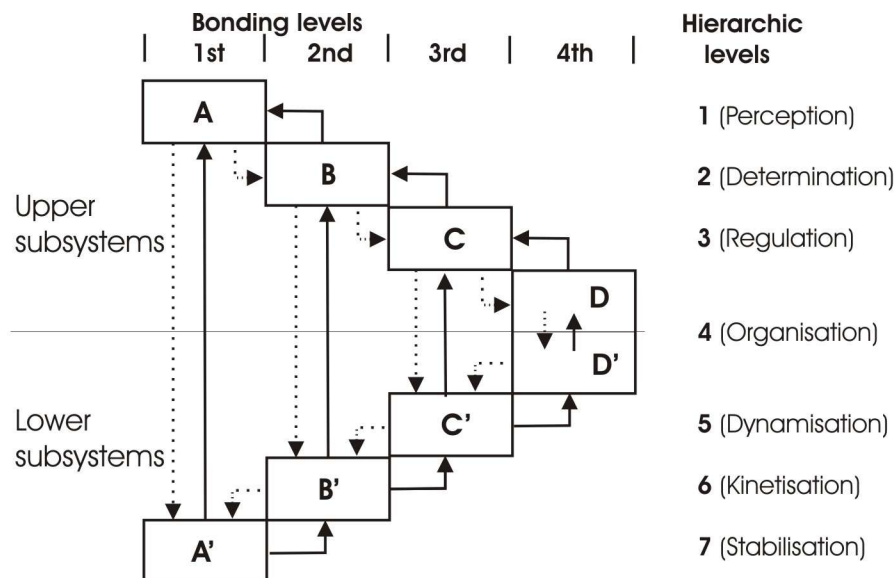 Bonding levels
1st 2nd 3rd 4th
Hierarchic
levels
A
1 (Perception)
B
2 (Determination)
Upper
subsystems
C
3 (Regulation)
D
4 (Organisation)
D'
Lower
subsystems
C'
5 (Dynamisation)
B'
6 (Kinetisation)
A'
7 (Stabilisation)